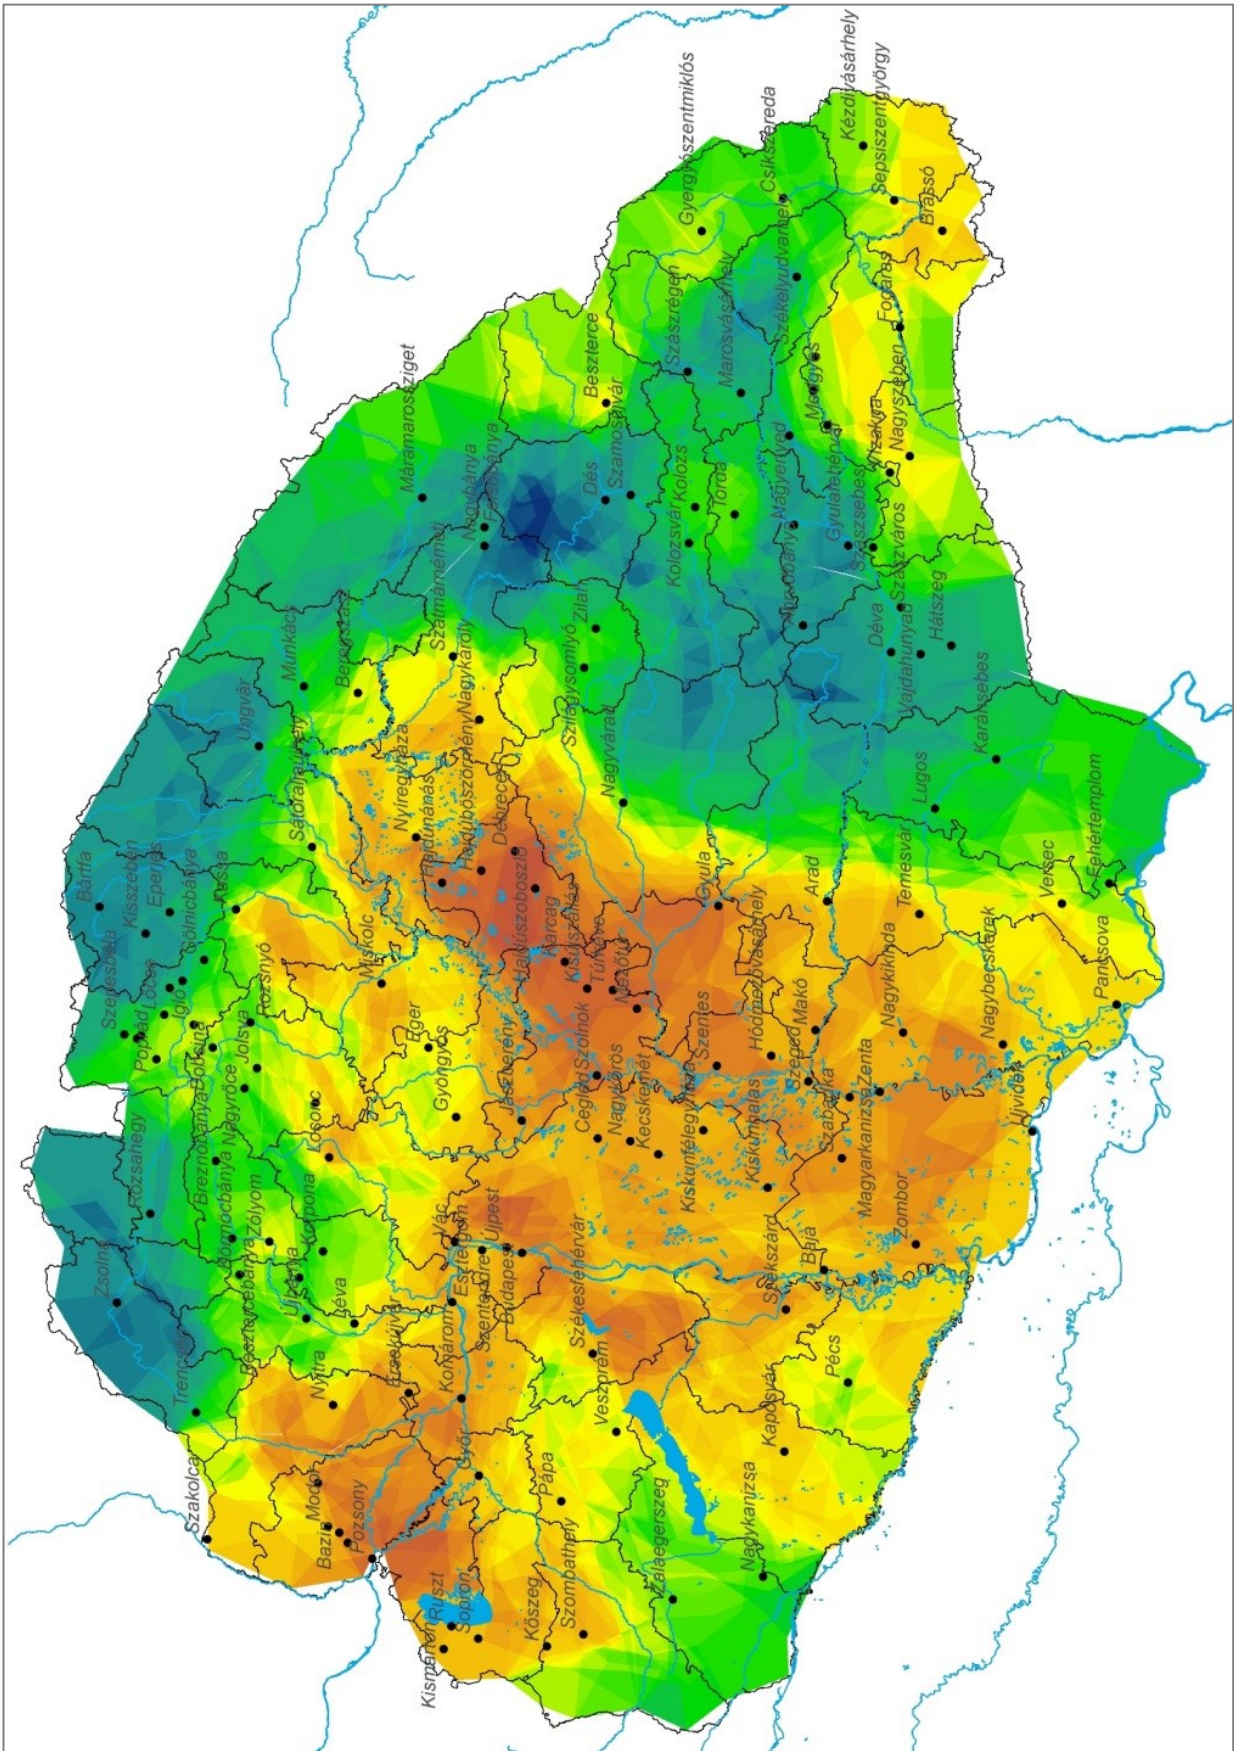 Szakolca
Trencsén
Zsolna
Rózsahegy
Szepesbéla
Poprád
Lőcse
Igló
Bártfa
Kisszeben
Eperjes
Gölnicbánya
Kassa
Rozsnyó
Dobsina
Jolsva
Nagyrőce
Breznóbánya
Besztercebánya
Zólyom
Korpona
Újbánya
Léva
Losonc
Ungvár
Munkács
Beregszász
Sátoraljaújhely
Máramarossziget
Nagybánya
Felsőbánya
Szatmárnémeti
Nagykároly
Modor
Bazin
Pozsony
Nyitra
Érsekújvár
Komárom
Esztergom
Vác
Szentendre
Újpest
Budapest
Miskolc
Eger
Gyöngyös
Nyíregyháza
Hajdúnánás
Hajdúböszörmény
Debrecen
Hajdúszoboszló
Karcag
Kisújszállás
Túrkeve
Mezőtúr
Jászberény
Szolnok
Cegléd
Nagykőrös
Kecskemét
Kiskunfélegyháza
Kismarton
Ruszt
Sopron
Győr
Pápa
Kőszeg
Szombathely
Veszprém
Székesfehérvár
Zalaegerszeg
Nagykanizsa
Kaposvár
Pécs
Szekszárd
Baja
Kiskunhalas
Szentes
Hódmezővásárhely
Makó
Szeged
Szabadka
Magyarkanizsa
Zenta
Zombor
Újvidék
Nagybecskerek
Nagykikinda
Pancsova
Versec
Fehértemplom
Temesvár
Arad
Gyula
Nagyvárad
Szilágysomlyó
Zilah
Dés
Szamosújvár
Beszterce
Kolozsvár
Kolozs
Torda
Szászrégen
Marosvásárhely
Gyergyószentmiklós
Csíkszereda
Székelyudvarhely
Kézdivásárhely
Sepsiszentgyörgy
Brassó
Fogaras
Medgyes
Vizakna
Nagyszeben
Nagyenyed
Gyulafehérvár
Szászsebes
Szászváros
Déva
Vajdahunyad
Hátszeg
Lugos
Karánsebes